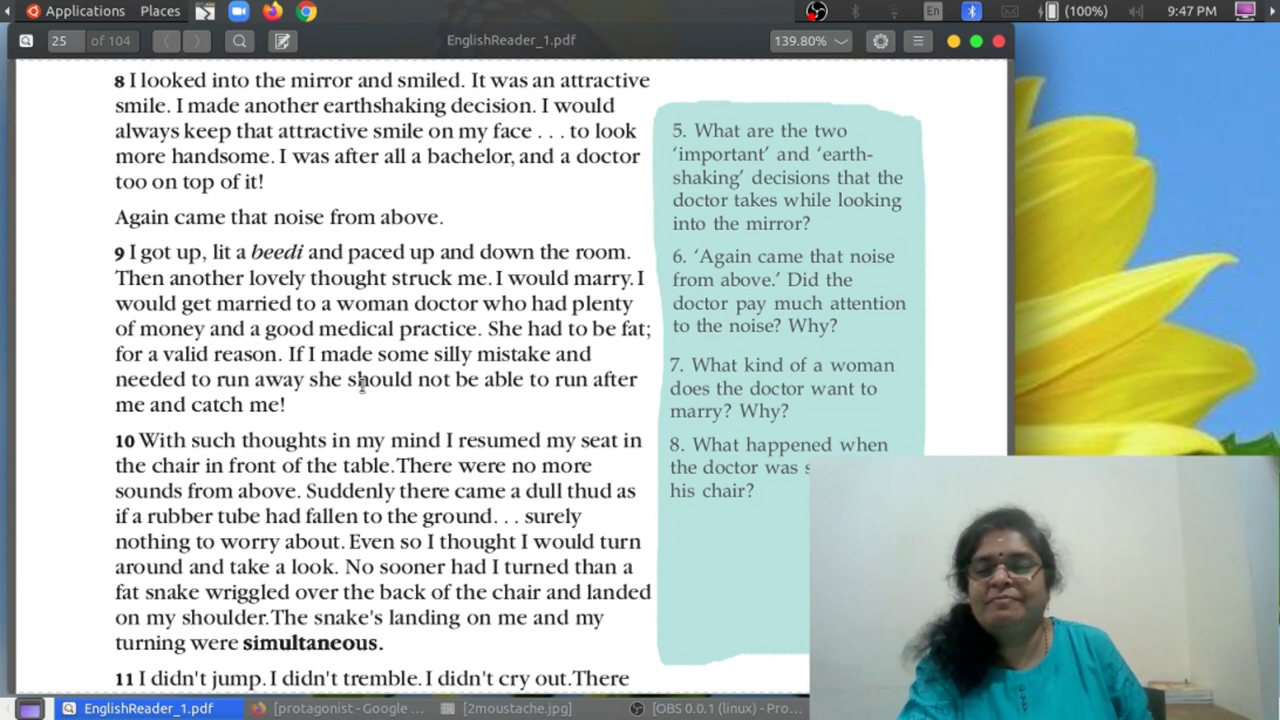 Applications Places
En
(100%)
9:47 PM
25 of 104
EnglishReader_1.pdf
139.80%
8 I looked into the mirror and smiled. It was an attractive
smile. I made another earthshaking decision. I would
always keep that attractive smile on my face . . . to look
more handsome. I was after all a bachelor, and a doctor
too on top of it!
Again came that noise from above.
9 I got up, lit a beedi and paced up and down the room.
Then another lovely thought struck me. I would marry. I
would get married to a woman doctor who had plenty
of money and a good medical practice. She had to be fat;
for a valid reason. If I made some silly mistake and
needed to run away she should not be able to run after
me and catch me!
10 With such thoughts in my mind I resumed my seat in
the chair in front of the table. There were no more
sounds from above. Suddenly there came a dull thud as
if a rubber tube had fallen to the ground. . . surely
nothing to worry about. Even so I thought I would turn
around and take a look. No sooner had I turned than a
fat snake wriggled over the back of the chair and landed
on my shoulder. The snake's landing on me and my
turning were simultaneous.
11 I didn't jump. I didn't tremble. I didn't cry out. There
5. What are the two
‘important’ and ‘earth-
shaking’ decisions that the
doctor takes while looking
into the mirror?
6. ‘Again came that noise
from above.’ Did the
doctor pay much attention
to the noise? Why?
7. What kind of a woman
does the doctor want to
marry? Why?
8. What happened when
the doctor was s
his chair?
EnglishReader_1.pdf
[protagonist - Google ...
[2moustache.jpg]
[OBS 0.0.1 (linux) - Pro...